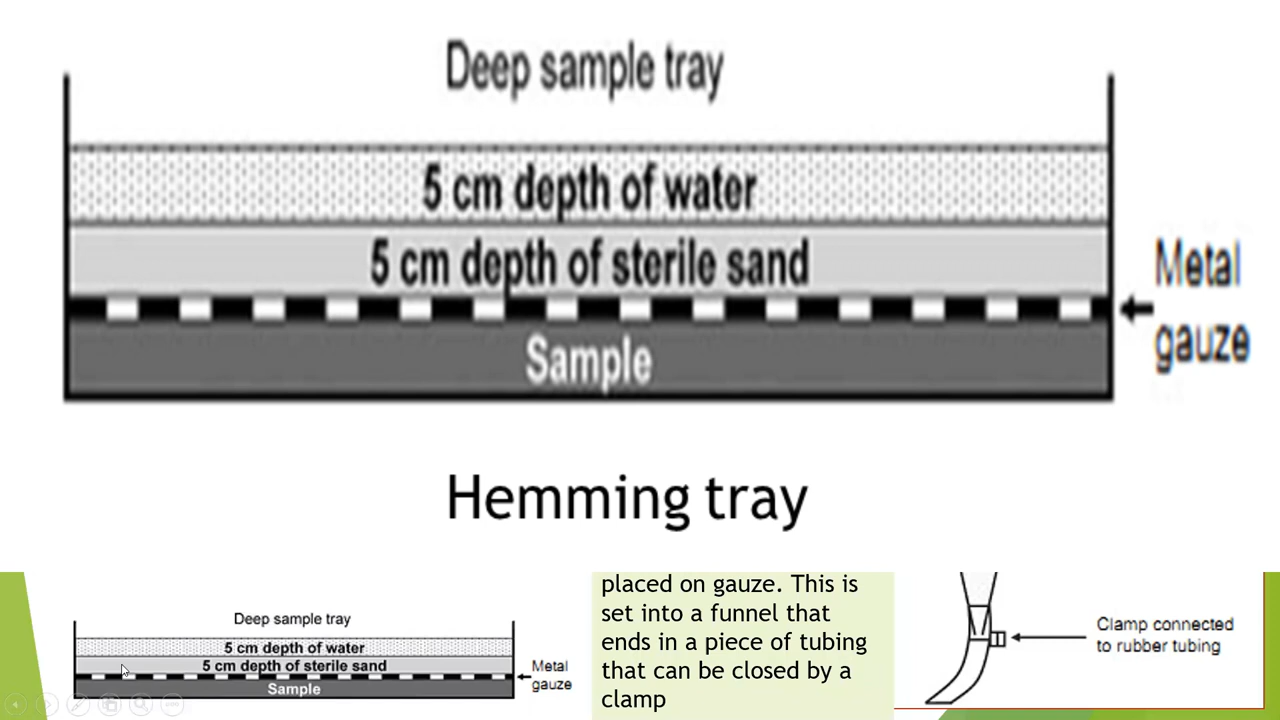 Deep sample tray
5 cm depth of water
5 cm depth of sterile sand
Metal
gauze
Sample
Hemming tray
Deep sample tray
5 cm depth of water
5 cm depth of sterile sand
Metal
gauze
Sample
placed on gauze. This is
set into a funnel that
ends in a piece of tubing
that can be closed by a
clamp
Clamp connected
to rubber tubing